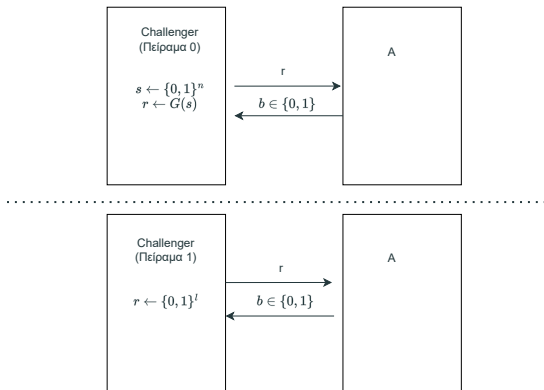 Challenger
(Πείραμα 0)
A
r
s ← {0, 1}ⁿ
r ← G(s)
b ∈ {0, 1}
Challenger
(Πείραμα 1)
A
r
r ← {0, 1}ˡ
b ∈ {0, 1}